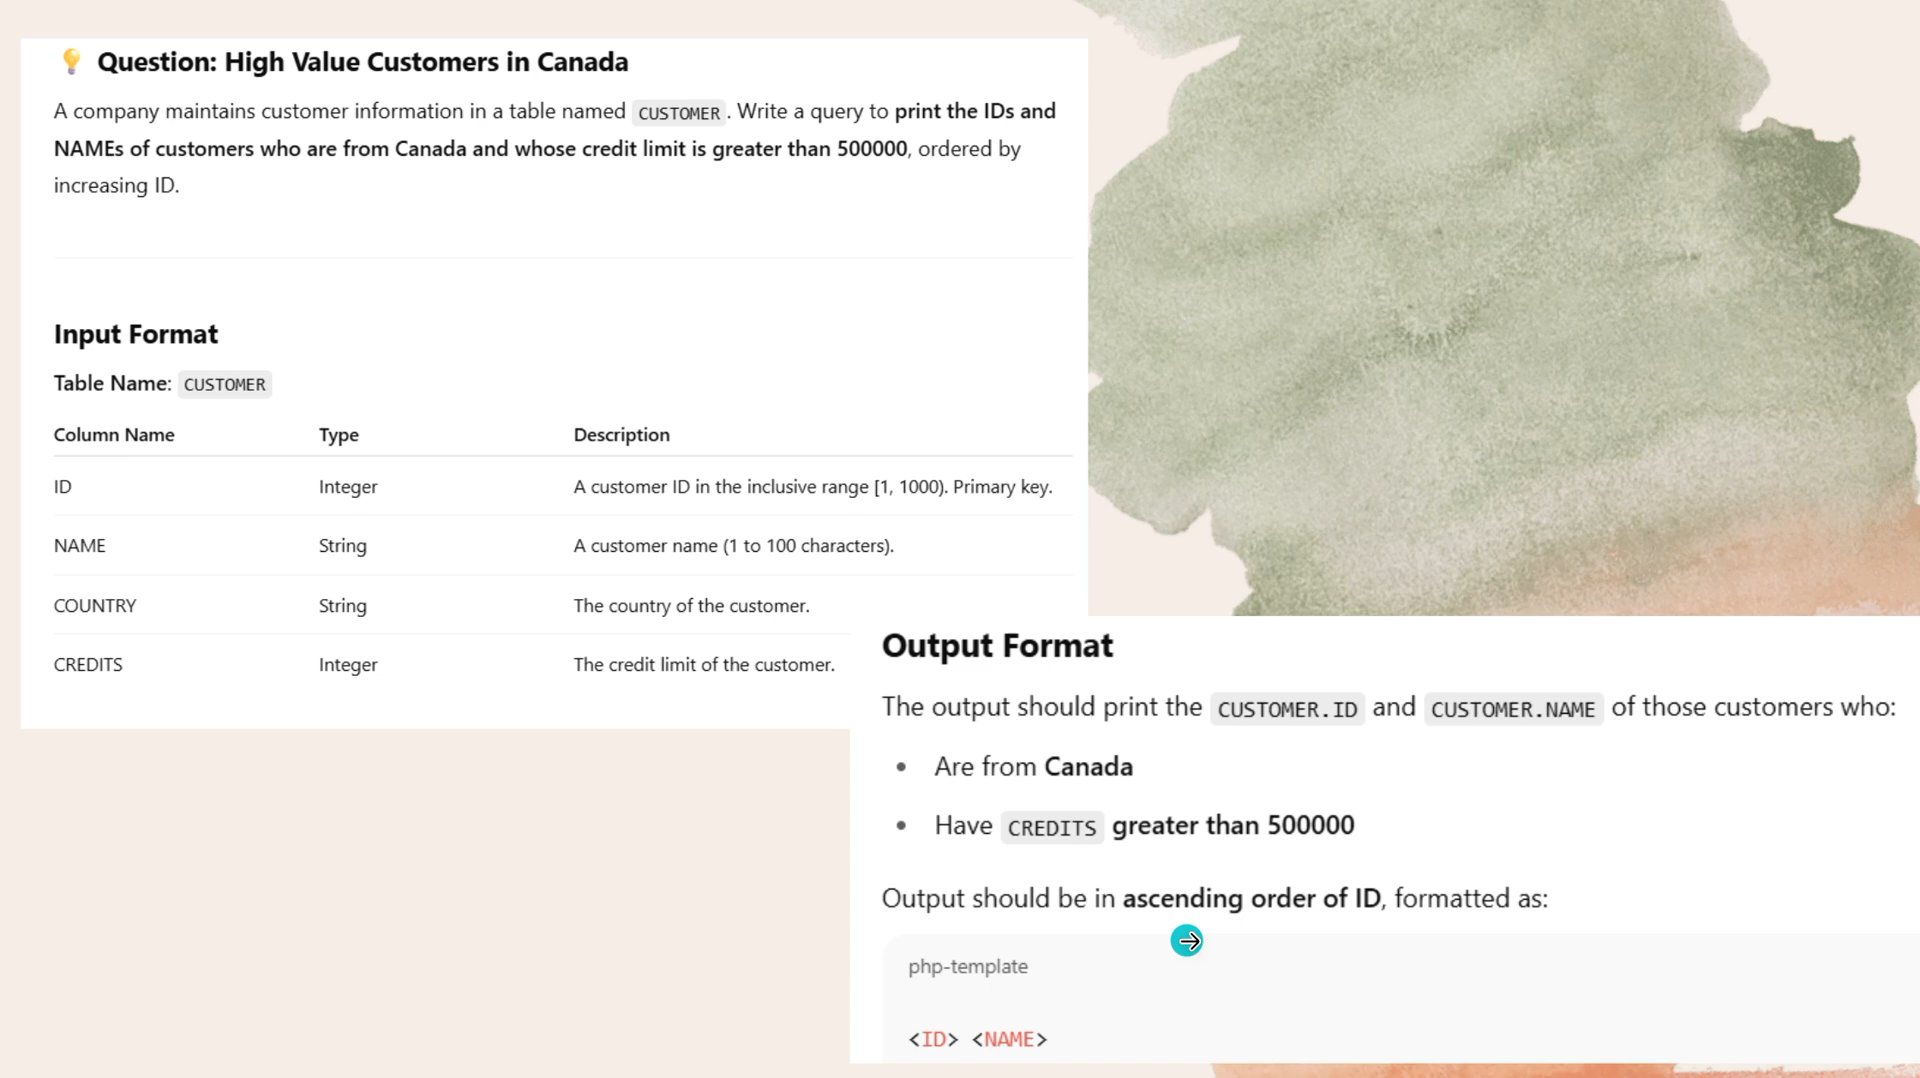 💡 Question: High Value Customers in Canada
A company maintains customer information in a table named CUSTOMER. Write a query to print the IDs and
NAMEs of customers who are from Canada and whose credit limit is greater than 500000, ordered by
increasing ID.
Input Format
Table Name: CUSTOMER
Column Name Type Description
ID Integer A customer ID in the inclusive range [1, 1000). Primary key.
NAME String A customer name (1 to 100 characters).
COUNTRY String The country of the customer.
CREDITS Integer The credit limit of the customer.
Output Format
The output should print the CUSTOMER.ID and CUSTOMER.NAME of those customers who:
• Are from Canada
• Have CREDITS greater than 500000
Output should be in ascending order of ID, formatted as:
php-template
<ID> <NAME>